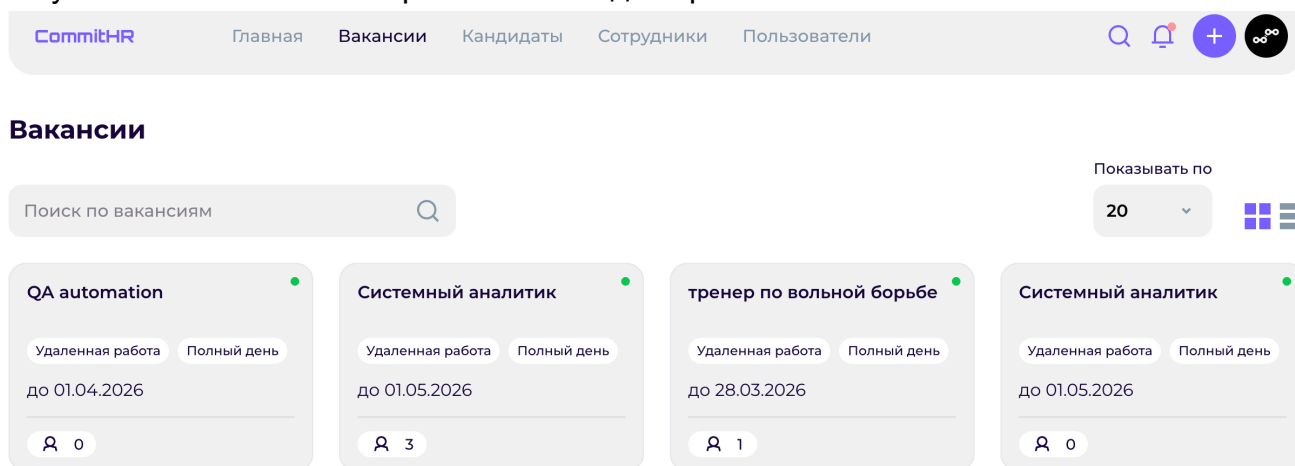 CommitHR Главная Вакансии Кандидаты Сотрудники Пользователи
Вакансии
Показывать по
Поиск по вакансиям
20
QA automation
Удаленная работа Полный день
до 01.04.2026
0
Системный аналитик
Удаленная работа Полный день
до 01.05.2026
3
тренер по вольной борьбе
Удаленная работа Полный день
до 28.03.2026
1
Системный аналитик
Удаленная работа Полный день
до 01.05.2026
0